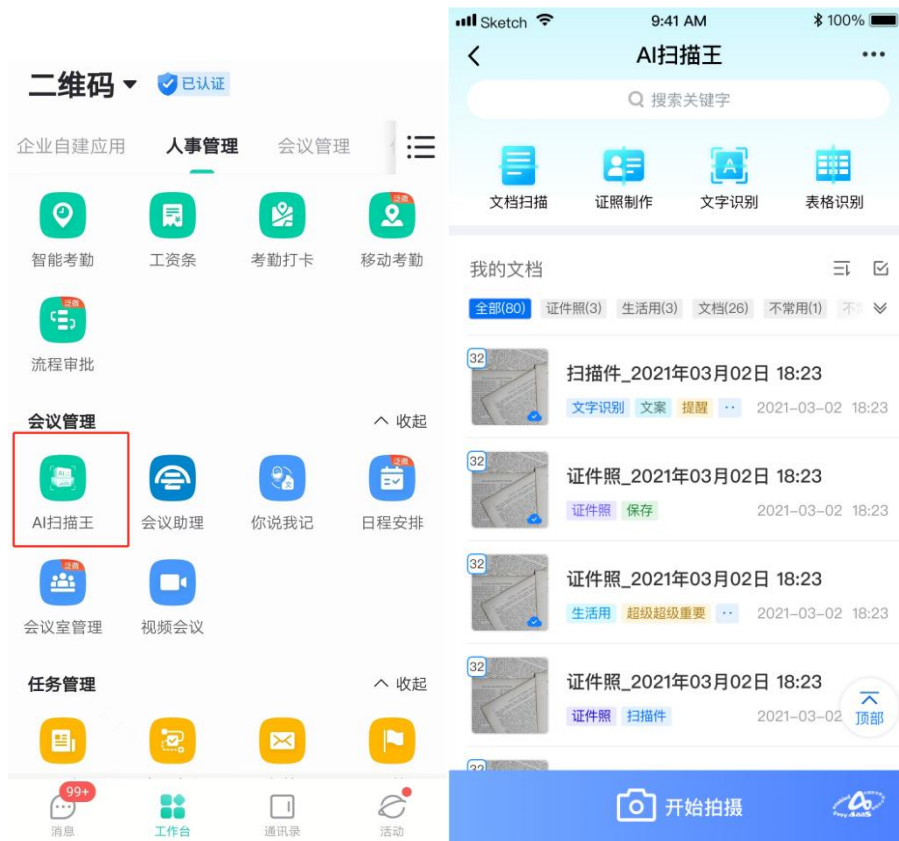 二维码 已认证
企业自建应用 人事管理 会议管理
泛微
智能考勤 工资条 考勤打卡 移动考勤
泛微
流程审批
会议管理 收起
泛微
AI扫描王 会议助理 你说我记 日程安排
泛微
会议室管理 视频会议
任务管理 收起
99+
消息 工作台 通讯录 活动
Sketch 9:41 AM 100%
AI扫描王
搜索关键字
文档扫描 证照制作 文字识别 表格识别
我的文档
全部(80) 证件照(3) 生活用(3) 文档(26) 不常用(1) 不
32
扫描件_2021年03月02日 18:23
文字识别 文案 提醒 ·· 2021-03-02 18:23
32
证件照_2021年03月02日 18:23
证件照 保存 2021-03-02 18:23
32
证件照_2021年03月02日 18:23
生活用 超级超级重要 ·· 2021-03-02 18:23
32
证件照_2021年03月02日 18:23
证件照 扫描件 2021-03-02
顶部
32
开始拍摄